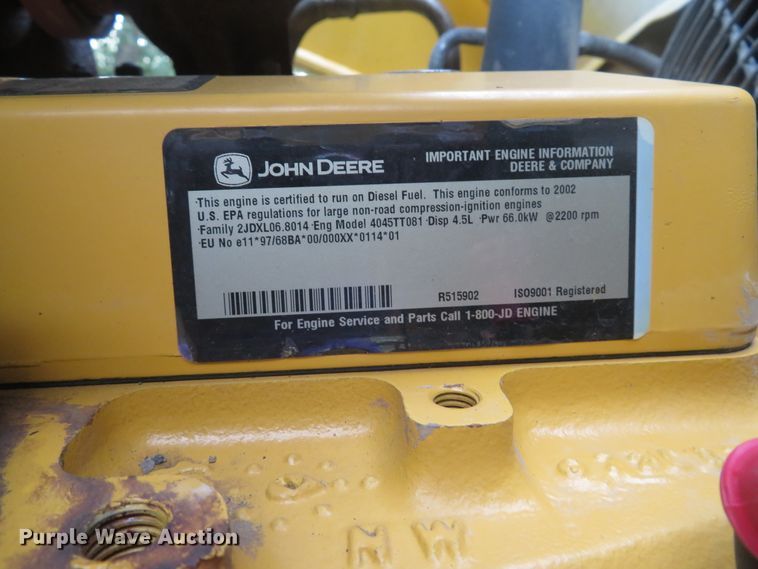 JOHN DEERE
IMPORTANT ENGINE INFORMATION
DEERE & COMPANY
·This engine is certified to run on Diesel Fuel. This engine conforms to 2002
U.S. EPA regulations for large non-road compression-ignition engines
·Family 2JDXL06.8014·Eng Model 4045TT081·Disp 4.5L ·Pwr 66.0kW @2200 rpm
·EU No e11*97/68BA*00/000XX*0114*01
R515902 ISO9001 Registered
For Engine Service and Parts Call 1-800-JD ENGINE
Purple Wave Auction